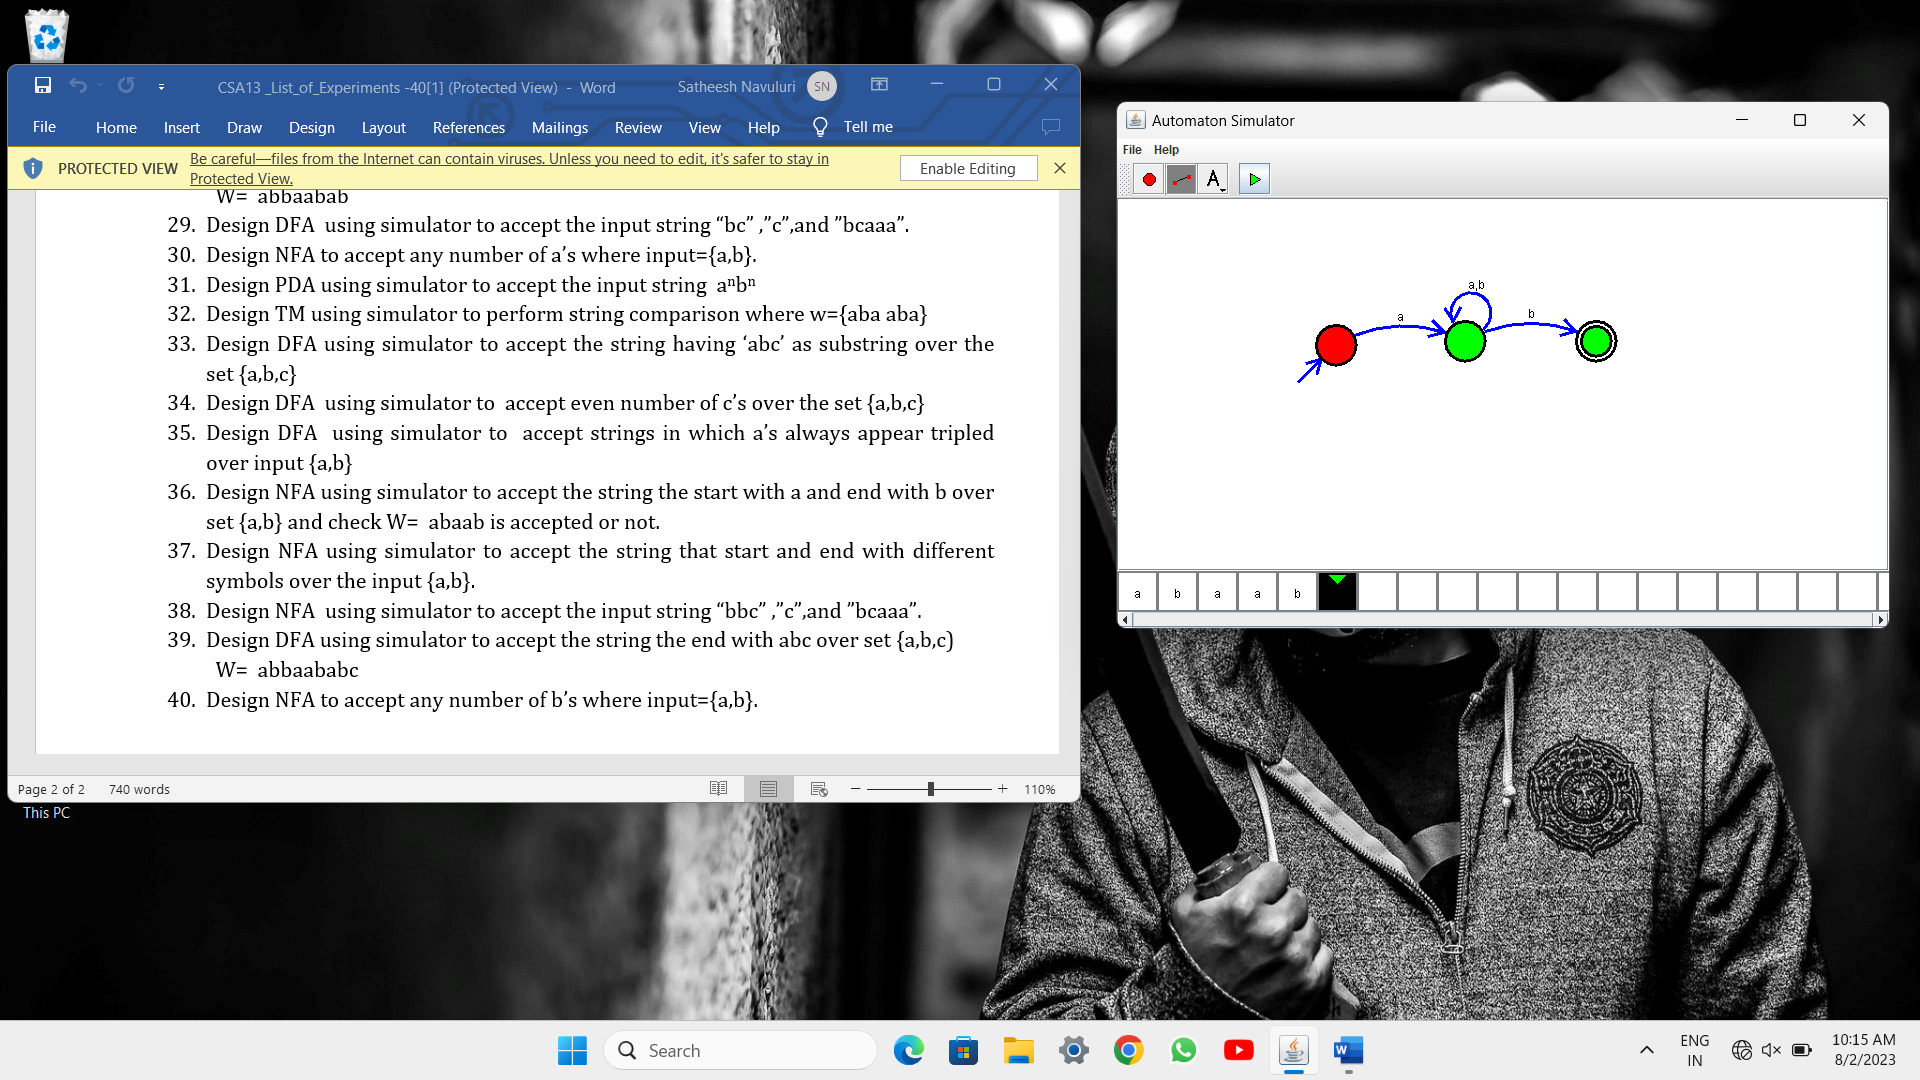 CSA13 _List_of_Experiments -40[1] (Protected View) - Word
Satheesh Navuluri SN
File Home Insert Draw Design Layout References Mailings Review View Help Tell me
PROTECTED VIEW Be careful—files from the Internet can contain viruses. Unless you need to edit, it's safer to stay in
Protected View.
Enable Editing
W= abbaabab
29. Design DFA using simulator to accept the input string “bc” ,”c”,and ”bcaaa”.
30. Design NFA to accept any number of a’s where input={a,b}.
31. Design PDA using simulator to accept the input string aⁿbⁿ
32. Design TM using simulator to perform string comparison where w={aba aba}
33. Design DFA using simulator to accept the string having ‘abc’ as substring over the
set {a,b,c}
34. Design DFA using simulator to accept even number of c’s over the set {a,b,c}
35. Design DFA using simulator to accept strings in which a’s always appear tripled
over input {a,b}
36. Design NFA using simulator to accept the string the start with a and end with b over
set {a,b} and check W= abaab is accepted or not.
37. Design NFA using simulator to accept the string that start and end with different
symbols over the input {a,b}.
38. Design NFA using simulator to accept the input string “bbc” ,”c”,and ”bcaaa”.
39. Design DFA using simulator to accept the string the end with abc over set {a,b,c)
W= abbaababc
40. Design NFA to accept any number of b’s where input={a,b}.
Page 2 of 2 740 words
110%
This PC
Automaton Simulator
File Help
A
a,b
a b
a b a a b
Search
ENG
IN
10:15 AM
8/2/2023